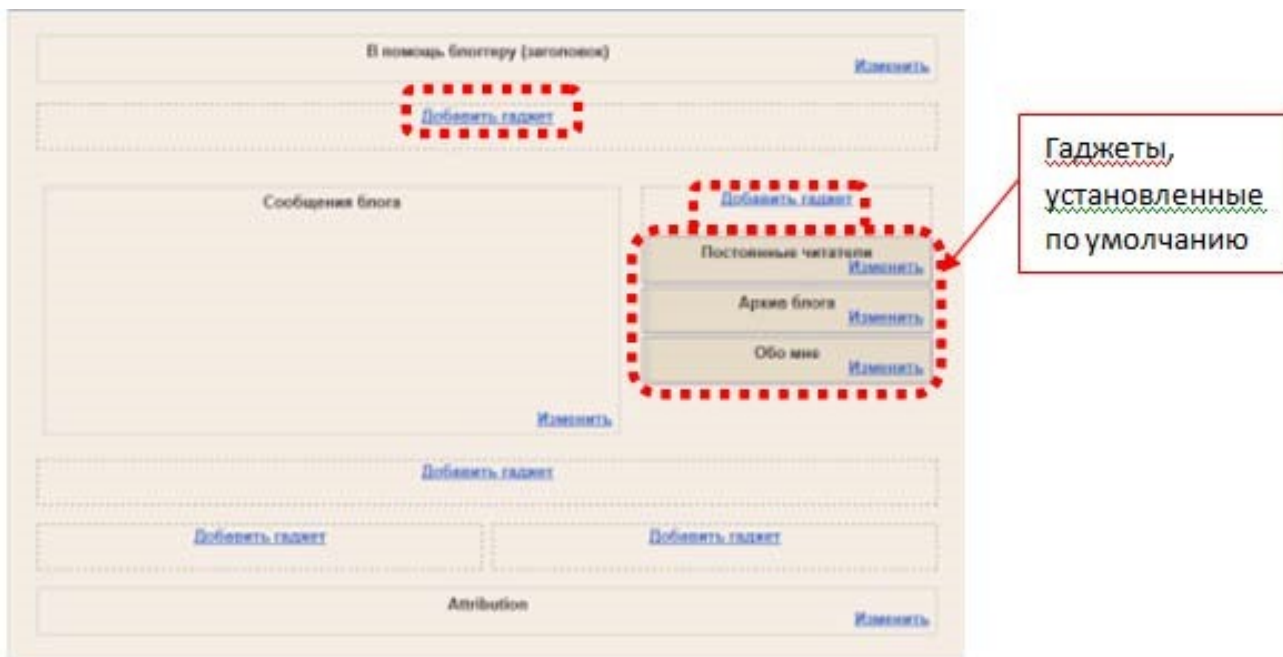 В помощь блоггеру (заголовок)
Изменить
Добавить гаджет
Сообщения блога
Изменить
Добавить гаджет
Постоянные читатели
Изменить
Архив блога
Изменить
Обо мне
Изменить
Гаджеты,
установленные
по умолчанию
Добавить гаджет
Добавить гаджет
Добавить гаджет
Attribution
Изменить